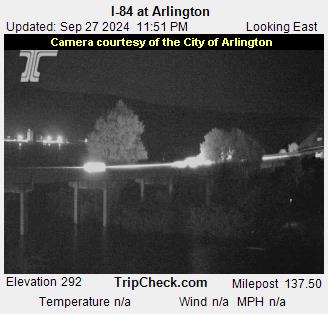 I-84 at Arlington
Updated: Sep 27 2024 11:51 PM Looking East
Camera courtesy of the City of Arlington
Elevation 292 TripCheck.com Milepost 137.50
Temperature n/a Wind n/a MPH n/a